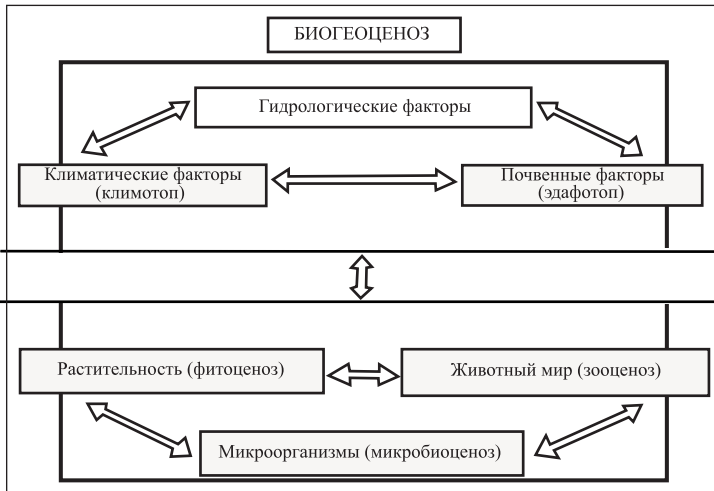 БИОГЕОЦЕНОЗ
Гидрологические факторы
Климатические факторы
(климотоп)
Почвенные факторы
(эдафотоп)
Растительность (фитоценоз)
Животный мир (зооценоз)
Микроорганизмы (микробиоценоз)